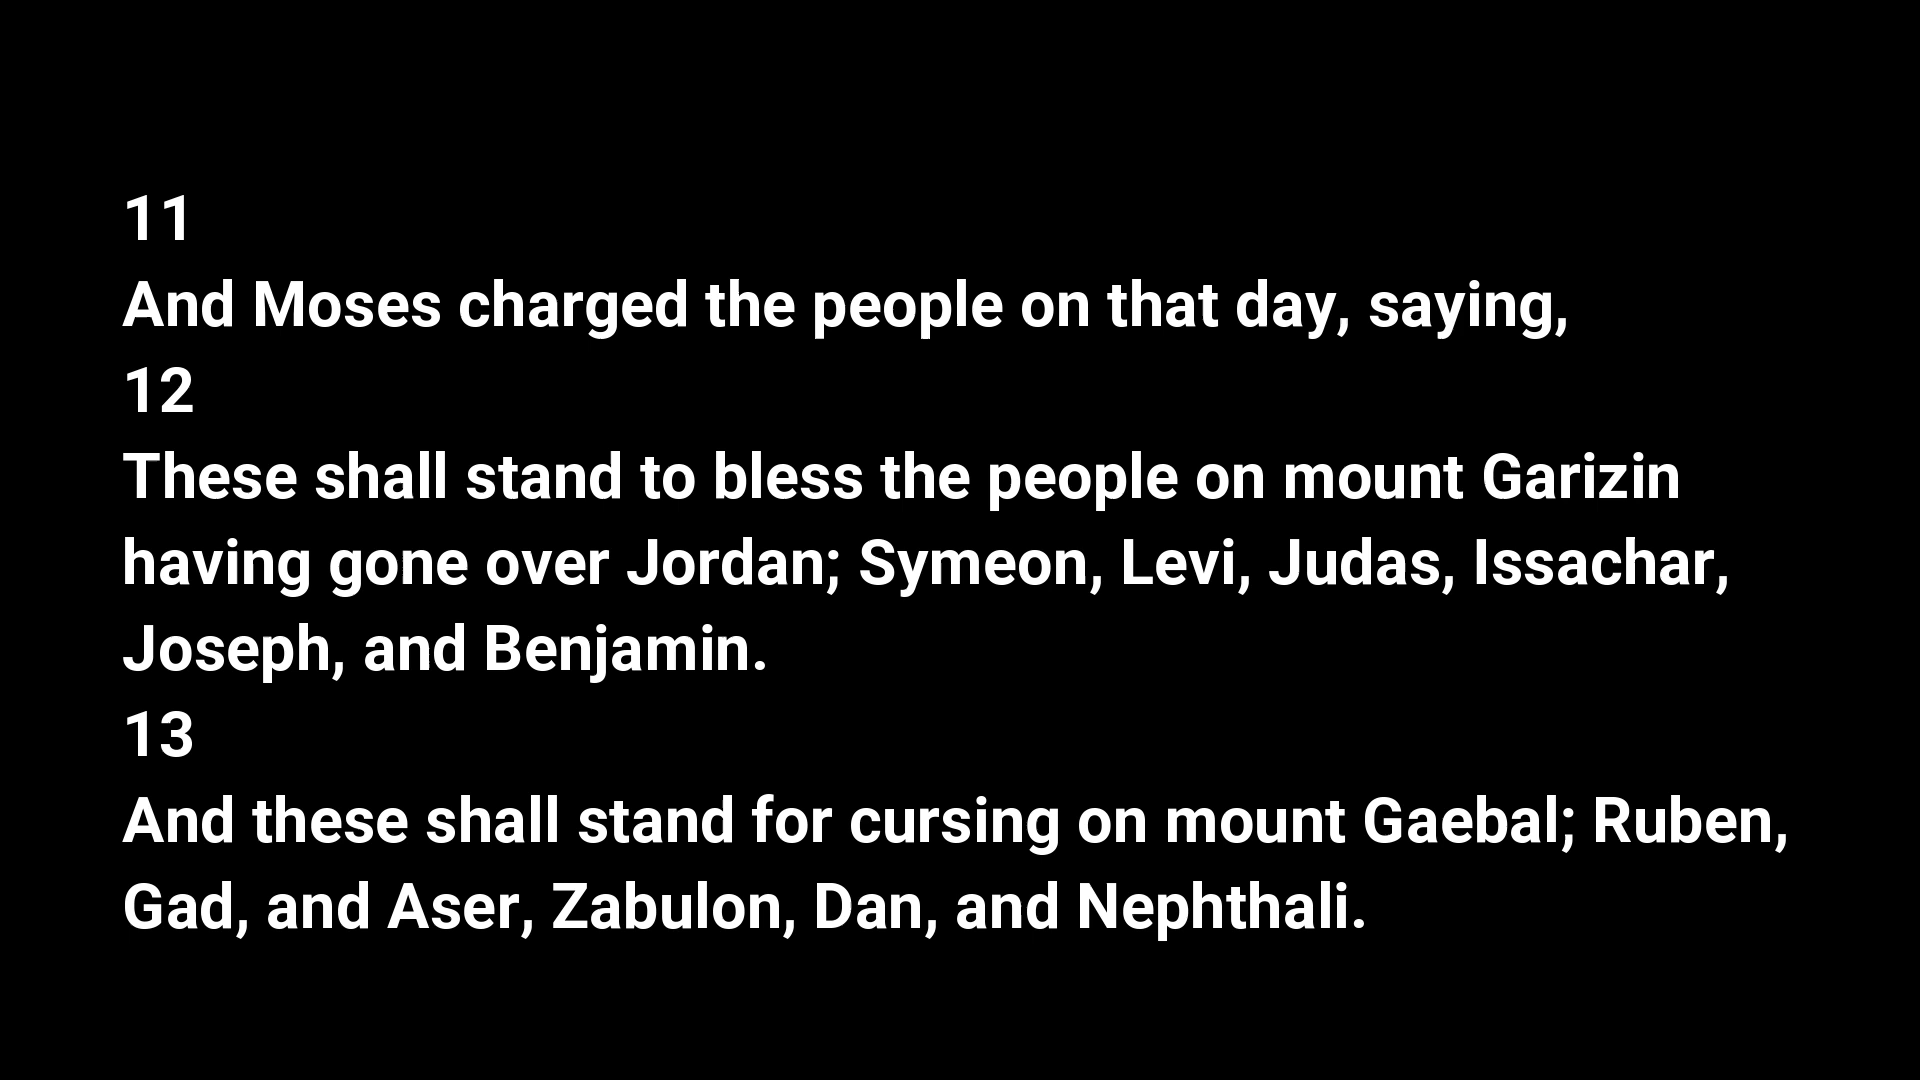 11
And Moses charged the people on that day, saying,
12
These shall stand to bless the people on mount Garizin
having gone over Jordan; Symeon, Levi, Judas, Issachar,
Joseph, and Benjamin.
13
And these shall stand for cursing on mount Gaebal; Ruben,
Gad, and Aser, Zabulon, Dan, and Nephthali.